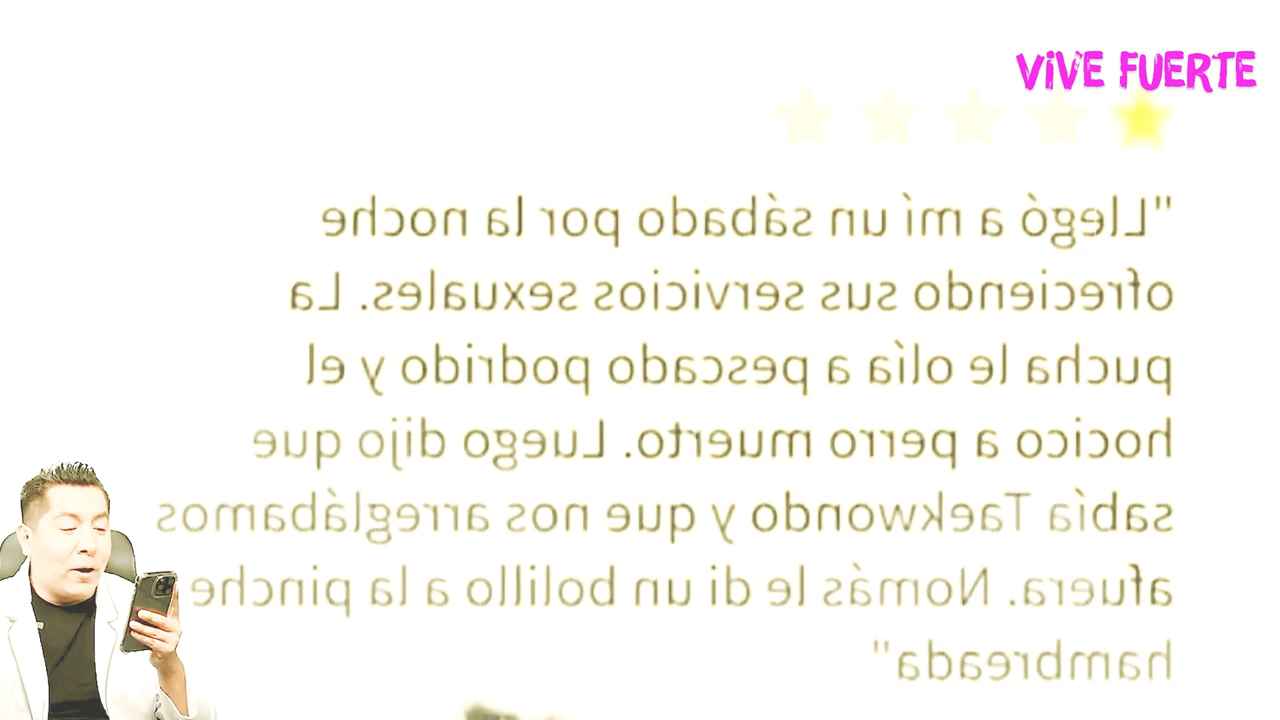 VIVE FUERTE
"Llegó a mí un sábado por la noche
ofreciendo sus servicios sexuales. La
pucha le olía a pescado podrido y el
hocico a perro muerto. Luego dijo que
sabía Taekwondo y que nos arreglábamos
afuera. Nomás le di un bolillo a la pinche
hambreada"